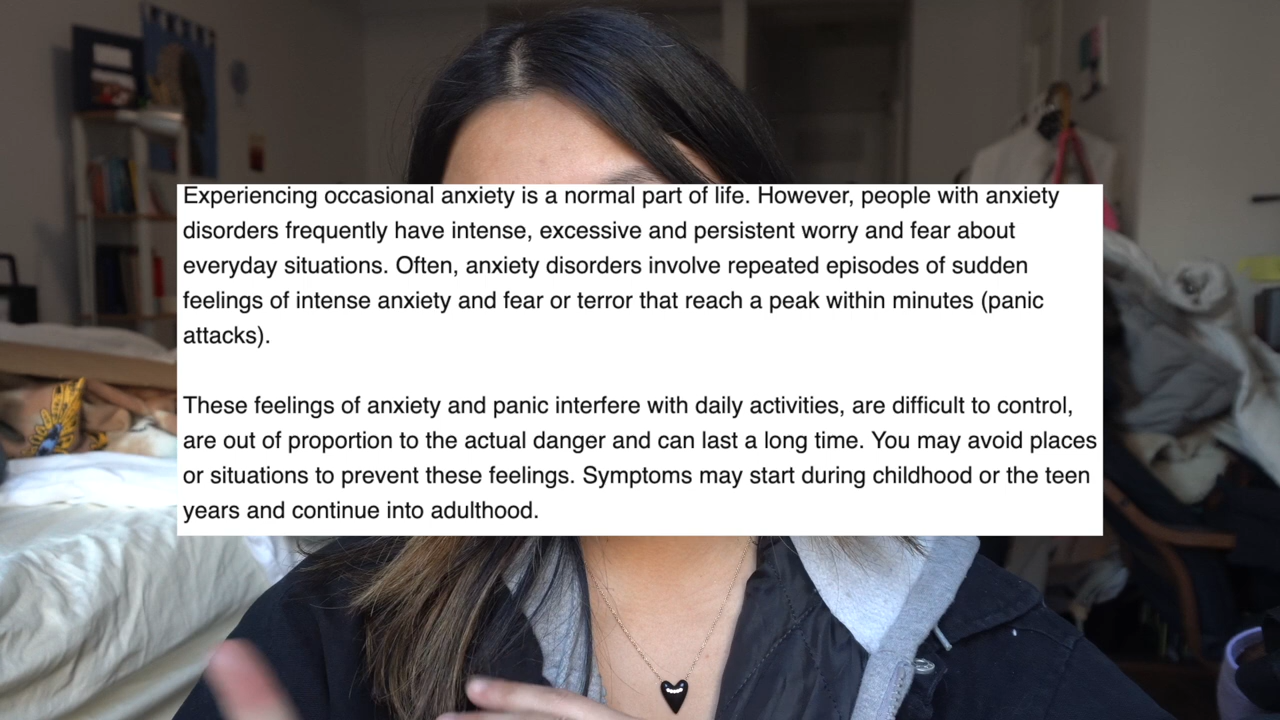 Experiencing occasional anxiety is a normal part of life. However, people with anxiety
disorders frequently have intense, excessive and persistent worry and fear about
everyday situations. Often, anxiety disorders involve repeated episodes of sudden
feelings of intense anxiety and fear or terror that reach a peak within minutes (panic
attacks).
These feelings of anxiety and panic interfere with daily activities, are difficult to control,
are out of proportion to the actual danger and can last a long time. You may avoid places
or situations to prevent these feelings. Symptoms may start during childhood or the teen
years and continue into adulthood.